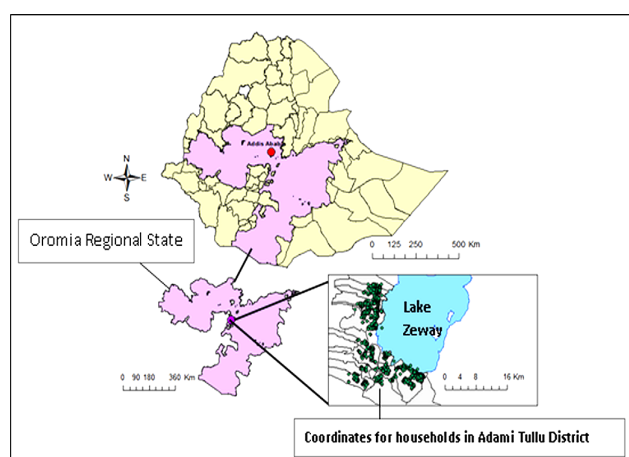 Addis Ababa
N
W E
S
0 125 250 500 Km
Oromia Regional State
0 90 180 360 Km
Lake
Zeway
0 4 8 16 Km
Coordinates for households in Adami Tullu District